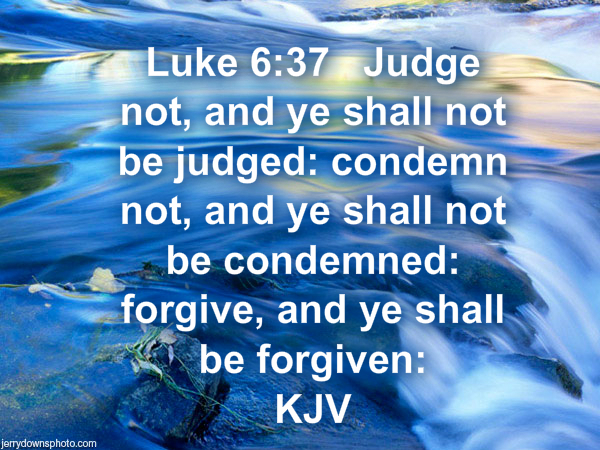 Luke 6:37   Judge
not, and ye shall not
be judged: condemn
not, and ye shall not
be condemned:
forgive, and ye shall
be forgiven:
KJV
jerrydownsphoto.com